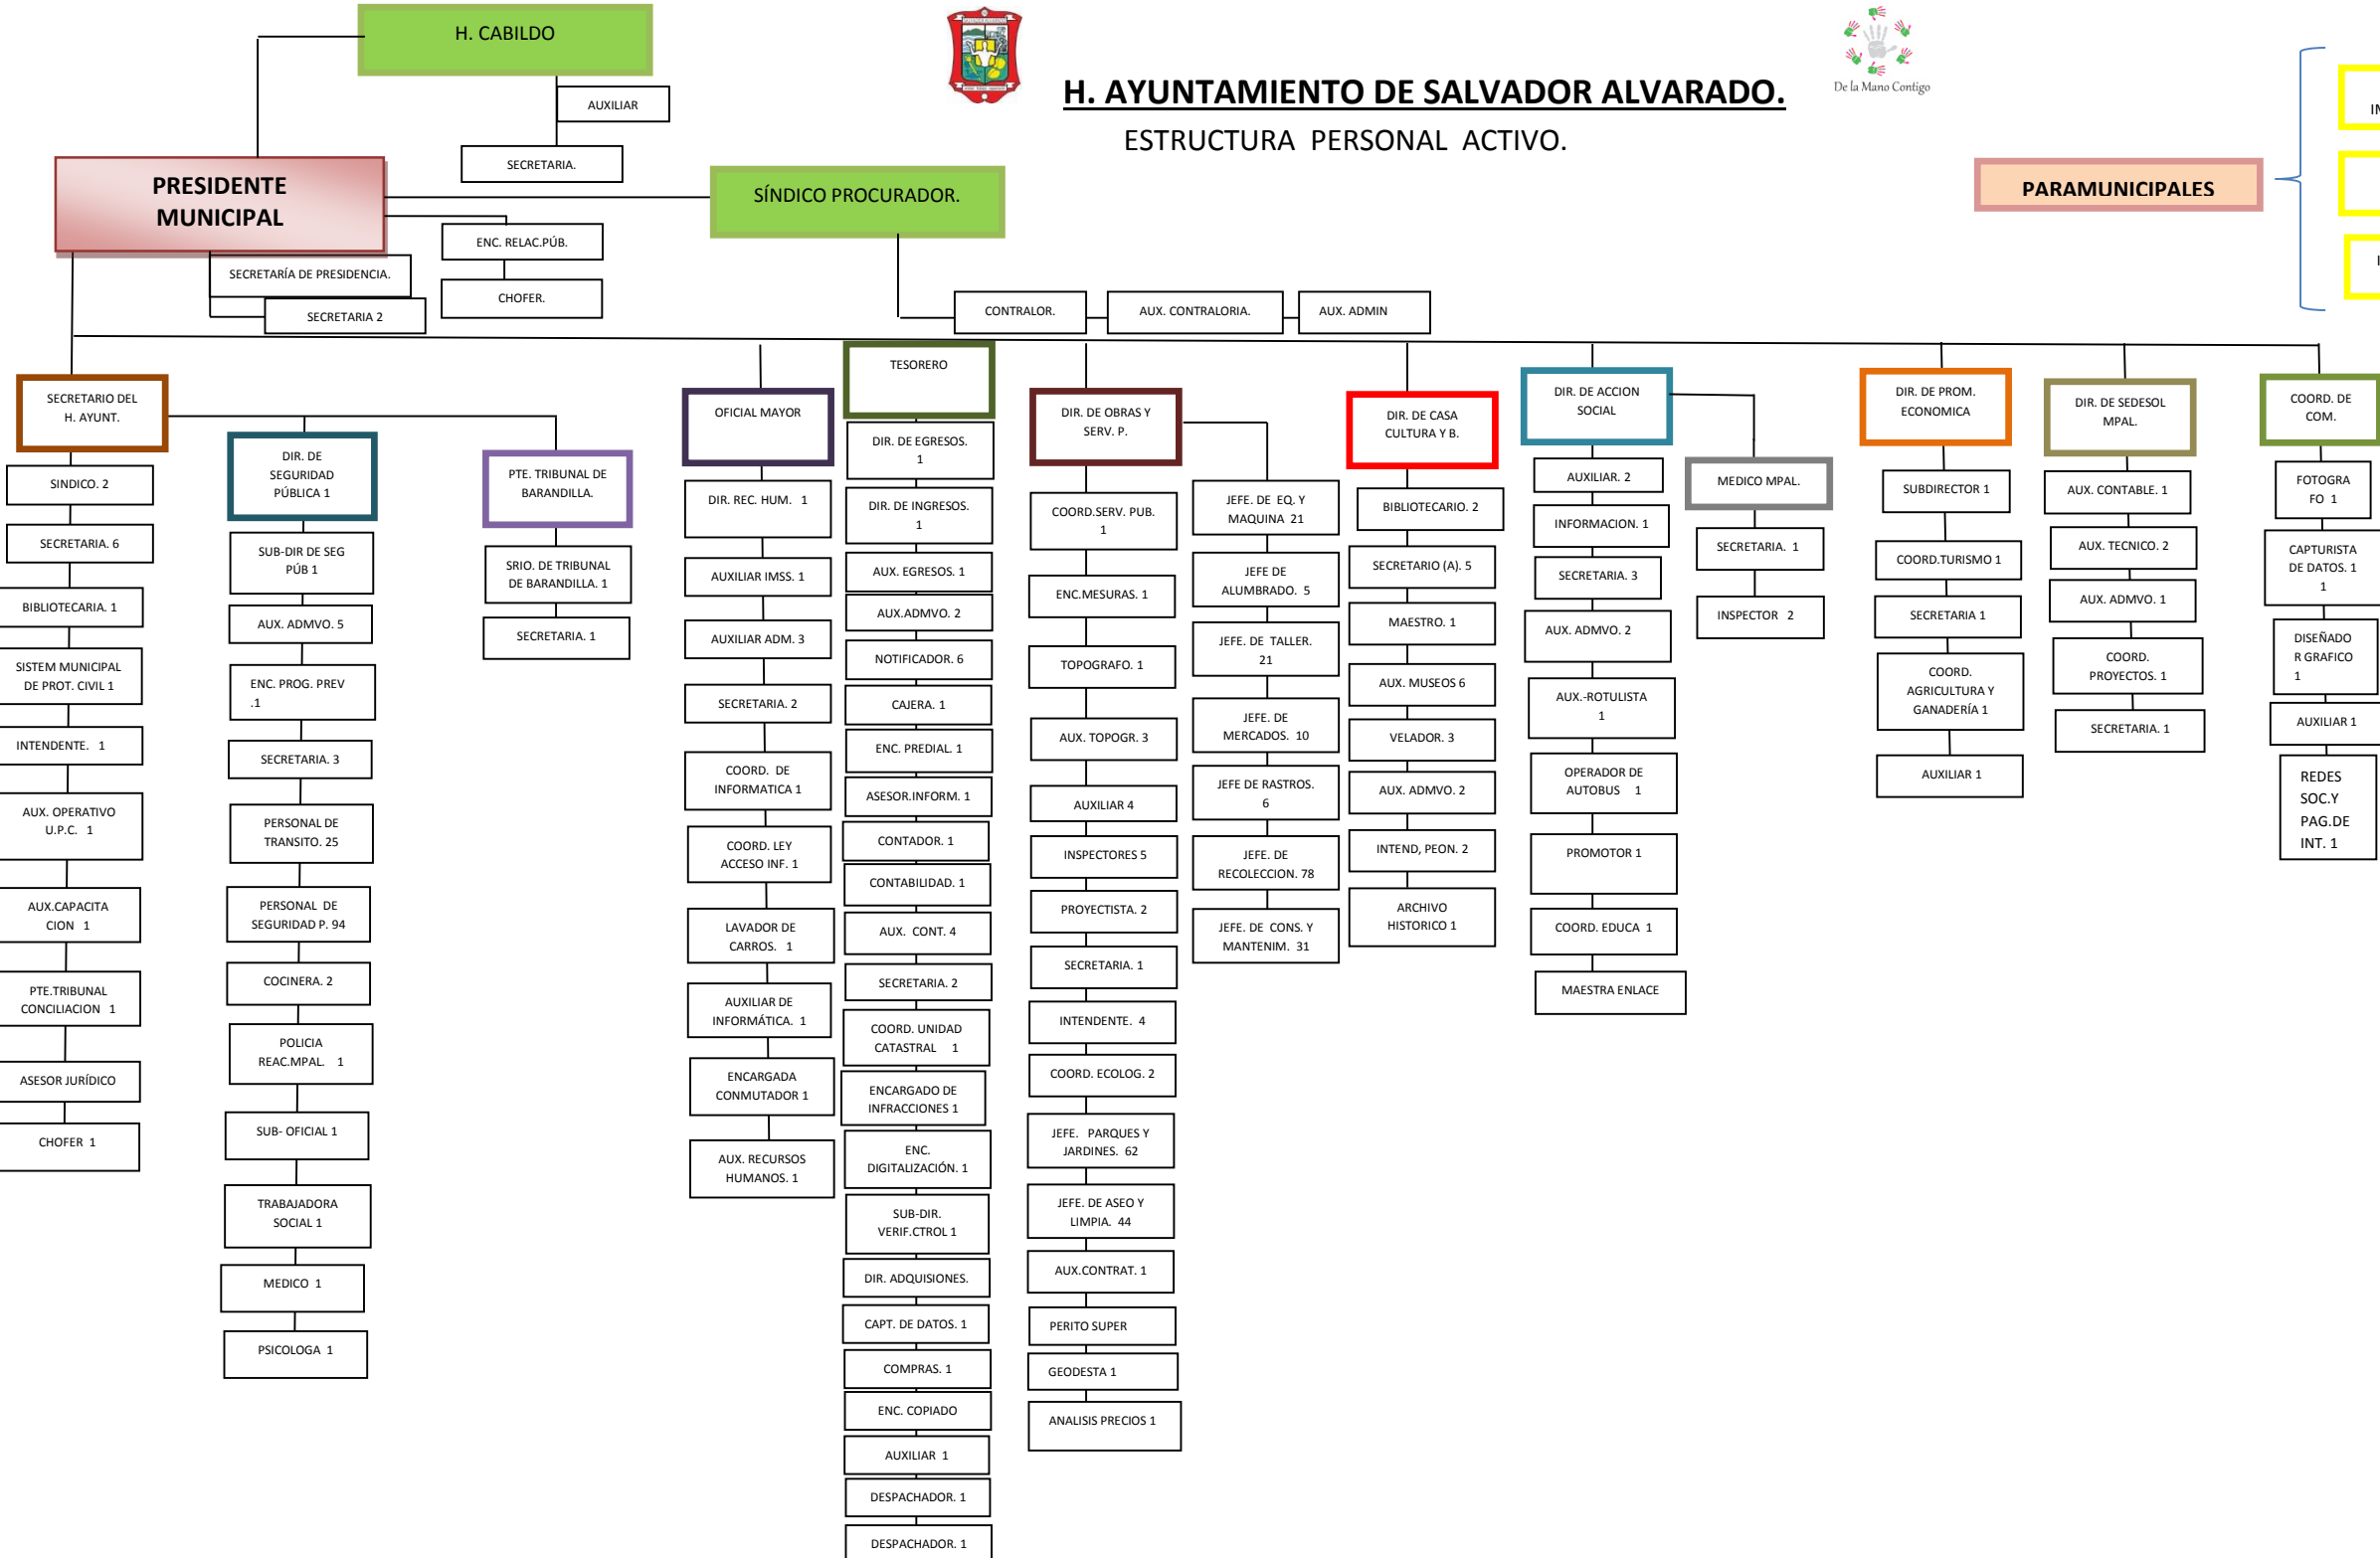 H. CABILDO
AUXILIAR
SECRETARIA.
H. AYUNTAMIENTO DE SALVADOR ALVARADO.
ESTRUCTURA PERSONAL ACTIVO.
De la Mano Contigo
PARAMUNICIPALES
PRESIDENTE
MUNICIPAL
SÍNDICO PROCURADOR.
ENC. RELAC.PÚB.
CHOFER.
SECRETARÍA DE PRESIDENCIA.
SECRETARIA 2
CONTRALOR.
AUX. CONTRALORIA.
AUX. ADMIN
SECRETARIO DEL
H. AYUNT.
SINDICO. 2
SECRETARIA. 6
BIBLIOTECARIA. 1
SISTEM MUNICIPAL
DE PROT. CIVIL 1
INTENDENTE. 1
AUX. OPERATIVO
U.P.C. 1
AUX.CAPACITA
CION 1
PTE.TRIBUNAL
CONCILIACION 1
ASESOR JURÍDICO
CHOFER 1
DIR. DE
SEGURIDAD
PÚBLICA 1
SUB-DIR DE SEG
PÚB 1
AUX. ADMVO. 5
ENC. PROG. PREV
.1
SECRETARIA. 3
PERSONAL DE
TRANSITO. 25
PERSONAL DE
SEGURIDAD P. 94
COCINERA. 2
POLICIA
REAC.MPAL. 1
SUB- OFICIAL 1
TRABAJADORA
SOCIAL 1
MEDICO 1
PSICOLOGA 1
PTE. TRIBUNAL DE
BARANDILLA.
SRIO. DE TRIBUNAL
DE BARANDILLA. 1
SECRETARIA. 1
OFICIAL MAYOR
DIR. REC. HUM. 1
AUXILIAR IMSS. 1
AUXILIAR ADM. 3
SECRETARIA. 2
COORD. DE
INFORMATICA 1
COORD. LEY
ACCESO INF. 1
LAVADOR DE
CARROS. 1
AUXILIAR DE
INFORMÁTICA. 1
ENCARGADA
CONMUTADOR 1
AUX. RECURSOS
HUMANOS. 1
TESORERO
DIR. DE EGRESOS.
1
DIR. DE INGRESOS.
1
AUX. EGRESOS. 1
AUX.ADMVO. 2
NOTIFICADOR. 6
CAJERA. 1
ENC. PREDIAL. 1
ASESOR.INFORM. 1
CONTADOR. 1
CONTABILIDAD. 1
AUX. CONT. 4
SECRETARIA. 2
COORD. UNIDAD
CATASTRAL 1
ENCARGADO DE
INFRACCIONES 1
ENC.
DIGITALIZACIÓN. 1
SUB-DIR.
VERIF.CTROL 1
DIR. ADQUISIONES.
CAPT. DE DATOS. 1
COMPRAS. 1
ENC. COPIADO
AUXILIAR 1
DESPACHADOR. 1
DESPACHADOR. 1
DIR. DE OBRAS Y
SERV. P.
COORD.SERV. PUB.
1
ENC.MESURAS. 1
TOPOGRAFO. 1
AUX. TOPOGR. 3
AUXILIAR 4
INSPECTORES 5
PROYECTISTA. 2
SECRETARIA. 1
INTENDENTE. 4
COORD. ECOLOG. 2
JEFE. PARQUES Y
JARDINES. 62
JEFE. DE ASEO Y
LIMPIA. 44
AUX.CONTRAT. 1
PERITO SUPER
GEODESTA 1
ANALISIS PRECIOS 1
JEFE. DE EQ. Y
MAQUINA 21
JEFE DE
ALUMBRADO. 5
JEFE. DE TALLER.
21
JEFE. DE
MERCADOS. 10
JEFE DE RASTROS.
6
JEFE. DE
RECOLECCION. 78
JEFE. DE CONS. Y
MANTENIM. 31
DIR. DE CASA
CULTURA Y B.
BIBLIOTECARIO. 2
SECRETARIO (A). 5
MAESTRO. 1
AUX. MUSEOS 6
VELADOR. 3
AUX. ADMVO. 2
INTEND, PEON. 2
ARCHIVO
HISTORICO 1
DIR. DE ACCION
SOCIAL
AUXILIAR. 2
INFORMACION. 1
SECRETARIA. 3
AUX. ADMVO. 2
AUX.-ROTULISTA
1
OPERADOR DE
AUTOBUS 1
PROMOTOR 1
COORD. EDUCA 1
MAESTRA ENLACE
MEDICO MPAL.
SECRETARIA. 1
INSPECTOR 2
DIR. DE PROM.
ECONOMICA
SUBDIRECTOR 1
COORD.TURISMO 1
SECRETARIA 1
COORD.
AGRICULTURA Y
GANADERÍA 1
AUXILIAR 1
DIR. DE SEDESOL
MPAL.
AUX. CONTABLE. 1
AUX. TECNICO. 2
AUX. ADMVO. 1
COORD.
PROYECTOS. 1
SECRETARIA. 1
COORD. DE
COM.
FOTOGRA
FO 1
CAPTURISTA
DE DATOS. 1
1
DISEÑADO
R GRAFICO
1
AUXILIAR 1
REDES
SOC.Y
PAG.DE
INT. 1